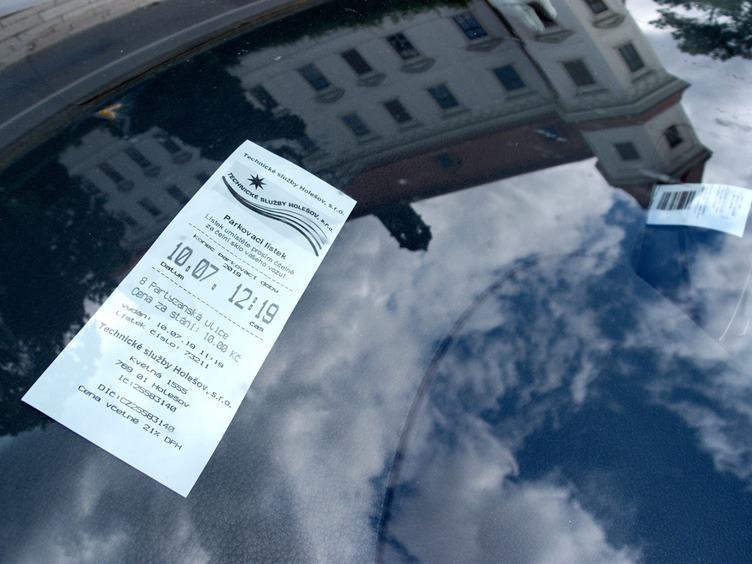 Technické služby Holešov, s.r.o.
TECHNICKÉ SLUŽBY HOLEŠOV, s.r.o.
Parkovací lístek
Lístek umístěte prosím čitelně
za čelní sklo vašeho vozu!
Konec parkovací doby
2019
10.07. 12:19
Datum čas
8 Partyzánská ulice
Cena za stání: 10.00 Kč
Vydán: 10.07.19 11:19
Lístek číslo: 73211
Technické služby Holešov, s.r.o.
Květná 1555
769 01 Holešov
IČ:25583140
DIČ:CZ25583140
Cena včetně 21% DPH